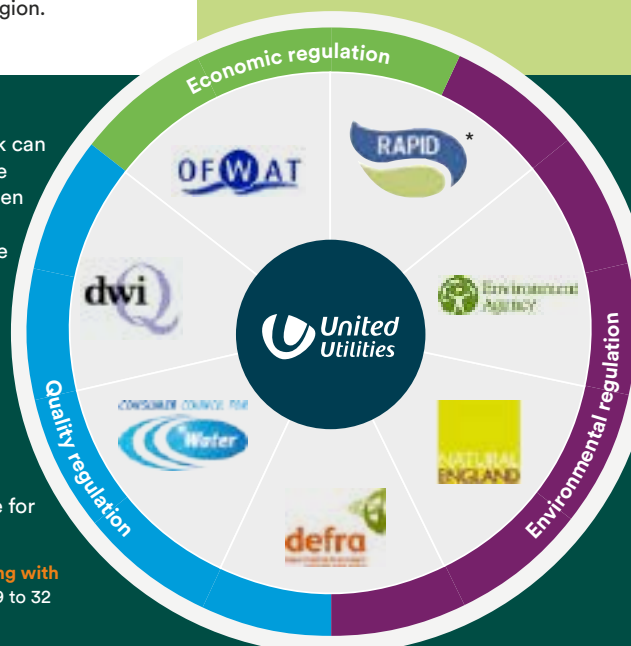 gion.
k can
e
en
e
e for
ng with
9 to 32
Economic regulation
OFWAT
RAPID
*
dwi
Q
Environment
Agency
United
Utilities
CONSUMER COUNCIL FOR
Water
NATURAL
ENGLAND
defra
Quality regulation
Environmental regulation